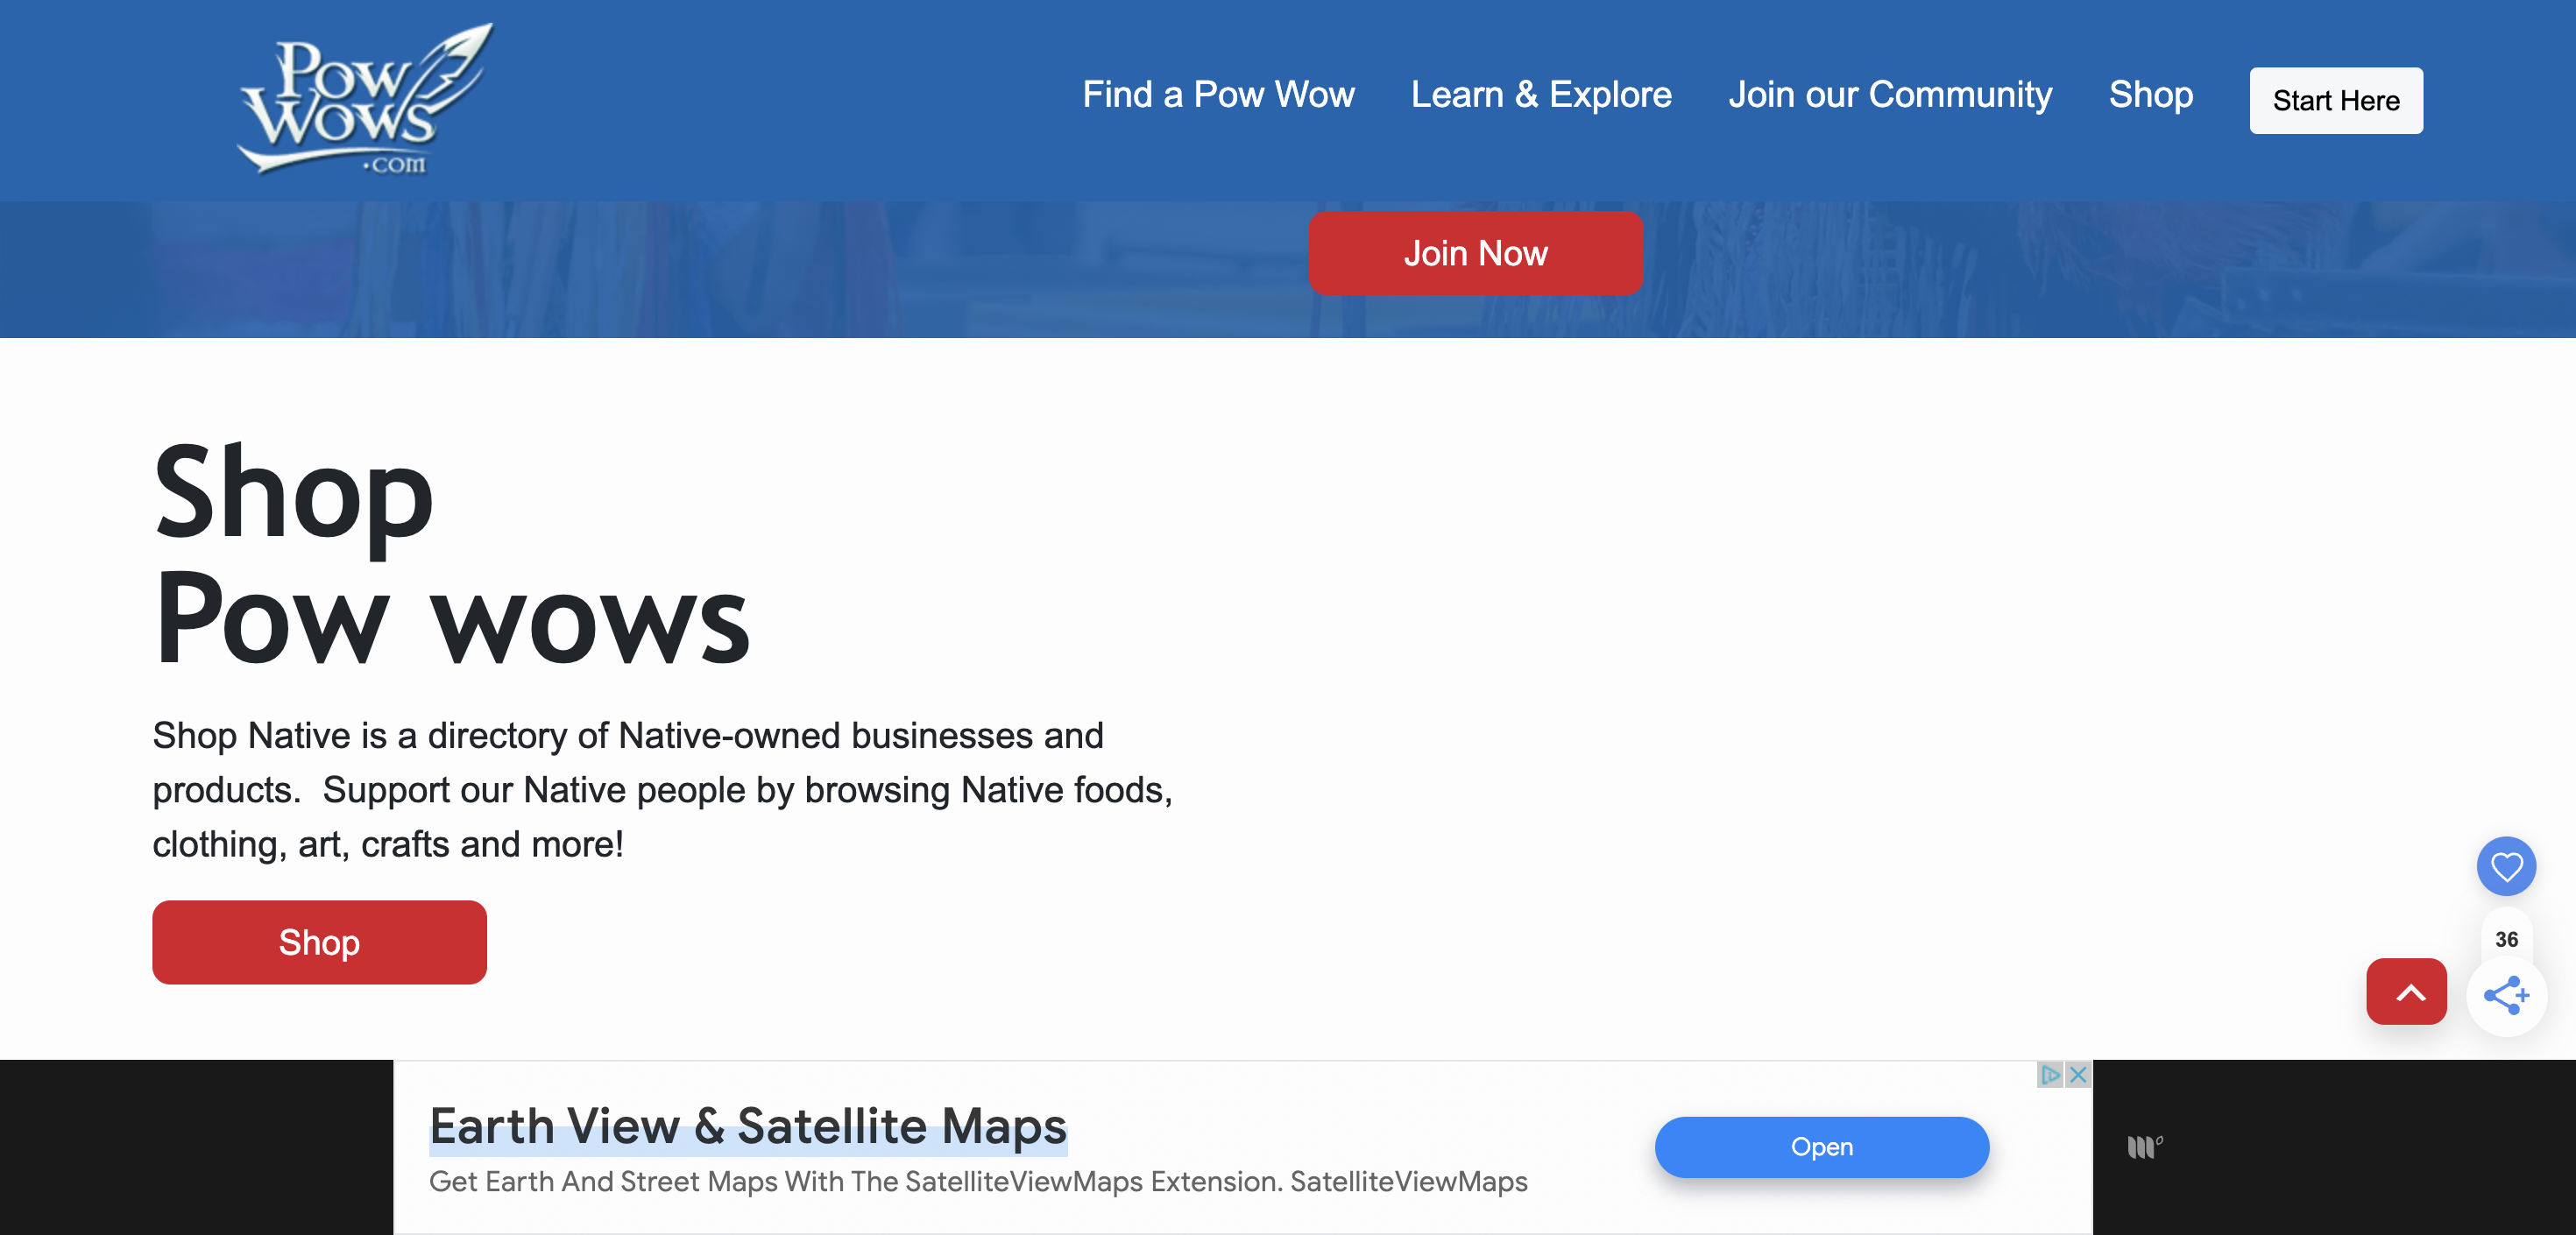 Pow
Wows
.com
Find a Pow Wow
Learn & Explore
Join our Community
Shop
Start Here
Join Now
Shop
Pow wows
Shop Native is a directory of Native-owned businesses and
products.  Support our Native people by browsing Native foods,
clothing, art, crafts and more!
Shop
36
Earth View & Satellite Maps
Get Earth And Street Maps With The SatelliteViewMaps Extension. SatelliteViewMaps
Open